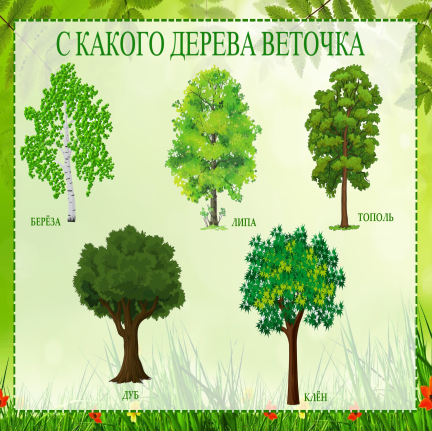 С КАКОГО ДЕРЕВА ВЕТОЧКА
БЕРЁЗА
ЛИПА
ТОПОЛЬ
ДУБ
КЛЁН